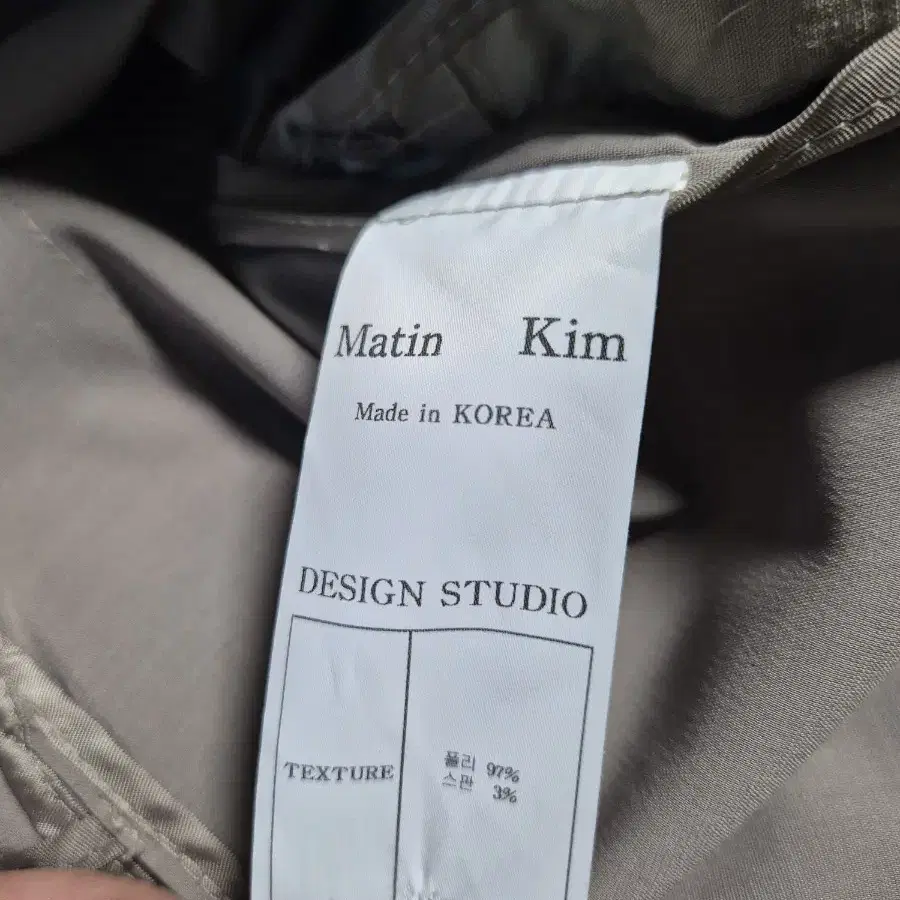 Matin Kim
Made in KOREA
DESIGN STUDIO
TEXTURE
폴리 97%
스판 3%